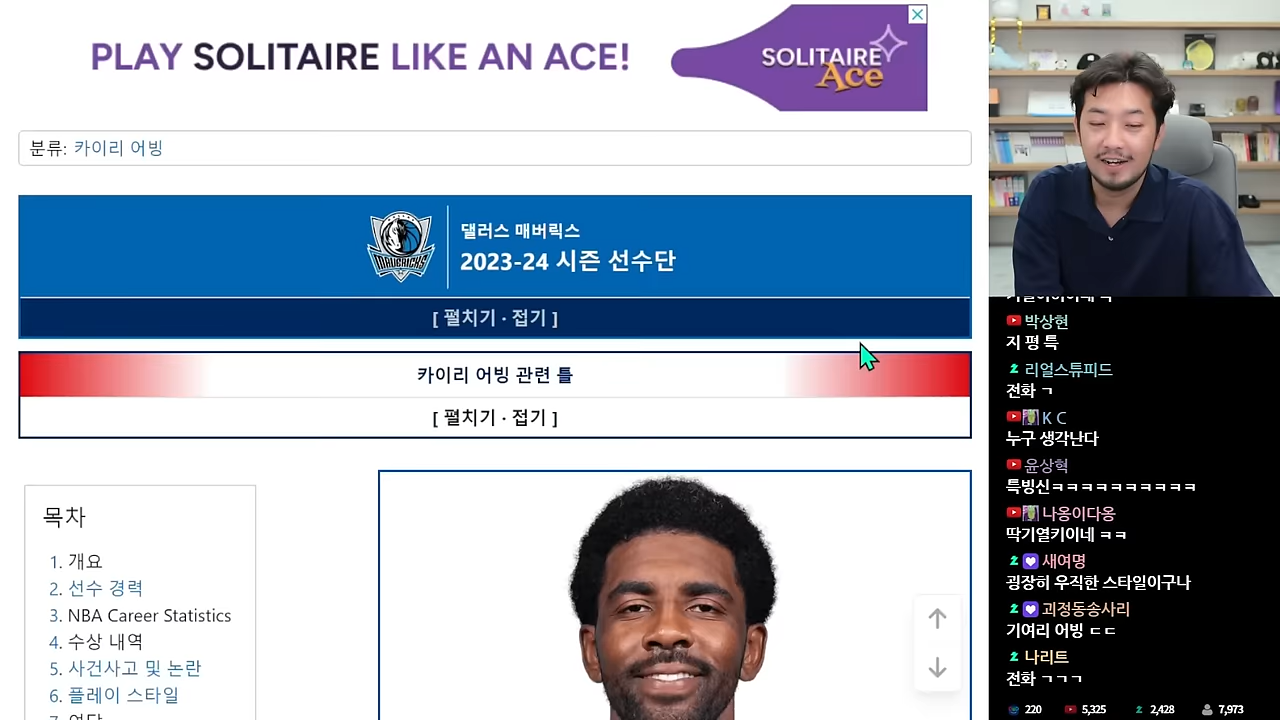 PLAY SOLITAIRE LIKE AN ACE!
SOLITAIRE
Ace
분류: 카이리 어빙
MAVERICKS
댈러스 매버릭스
2023-24 시즌 선수단
[ 펼치기 · 접기 ]
카이리 어빙 관련 틀
[ 펼치기 · 접기 ]
목차
1. 개요
2. 선수 경력
3. NBA Career Statistics
4. 수상 내역
5. 사건사고 및 논란
6. 플레이 스타일
박상현
지 평 특
리얼스튜피드
전화 ㄱ
K C
누구 생각난다
윤상혁
특빙신ㅋㅋㅋㅋㅋㅋㅋㅋㅋㅋ
나옹이다옹
딱기열키이네 ㅋㅋ
새여명
굉장히 우직한 스타일이구나
괴정동송사리
기여리 어빙 ㄷㄷ
나리트
전화 ㄱㄱㄱ
220 5,325 2,428 7,973